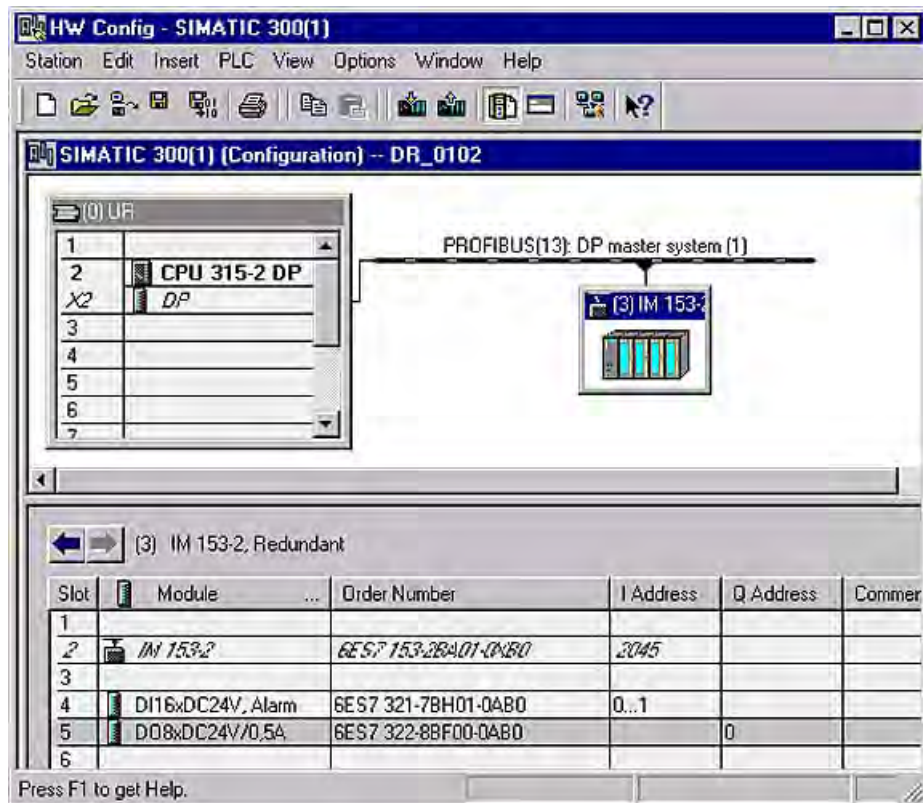 HW Config - SIMATIC 300(1)
Station Edit Insert PLC View Options Window Help
SIMATIC 300(1) (Configuration) -- DR_0102
(0) UR
1
2 CPU 315-2 DP
X2 DP
3
4
5
6
7
PROFIBUS(13): DP master system (1)
(3) IM 153-2
(3) IM 153-2, Redundant
Slot Module ... Order Number I Address Q Address Commer
1
2 IM 153-2 6ES7 153-2BA01-0XB0 2045
3
4 DI16xDC24V, Alarm 6ES7 321-7BH01-0AB0 0...1
5 DO8xDC24V/0,5A 6ES7 322-8BF00-0AB0 0
6
Press F1 to get Help.